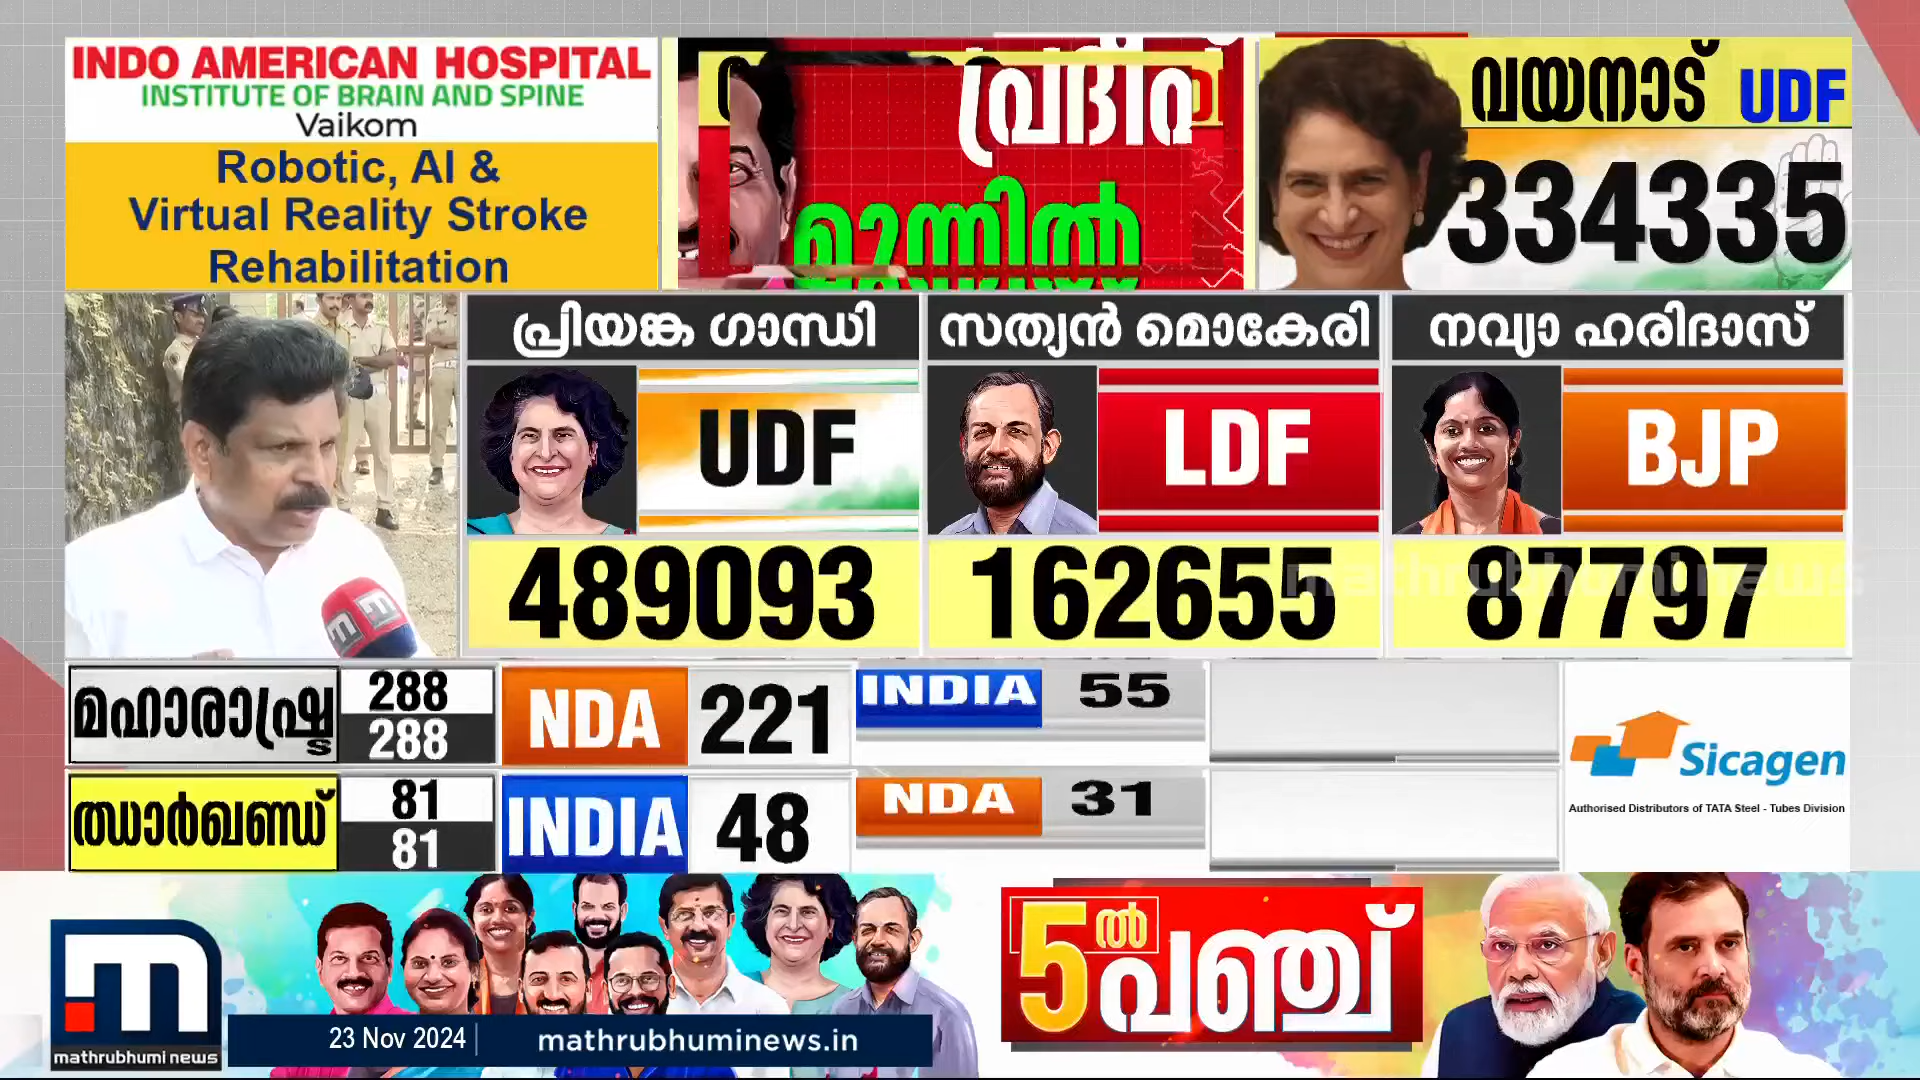 INDO AMERICAN HOSPITAL
INSTITUTE OF BRAIN AND SPINE
Vaikom
Robotic, AI &
Virtual Reality Stroke
Rehabilitation
മുന്നിൽ
വയനാട് UDF
334335
പ്രിയങ്ക ഗാന്ധി
UDF
489093
സത്യൻ മൊകേരി
LDF
162655
നവ്യാ ഹരിദാസ്
BJP
87797
mathrubhumi news
മഹാരാഷ്ട്ര 288 288 NDA 221 INDIA 55
ഝാർഖണ്ഡ് 81 81 INDIA 48 NDA 31
Sicagen
Authorised Distributors of TATA Steel - Tubes Division
5ൽ പഞ്ച്
mathrubhumi news
23 Nov 2024
mathrubhuminews.in